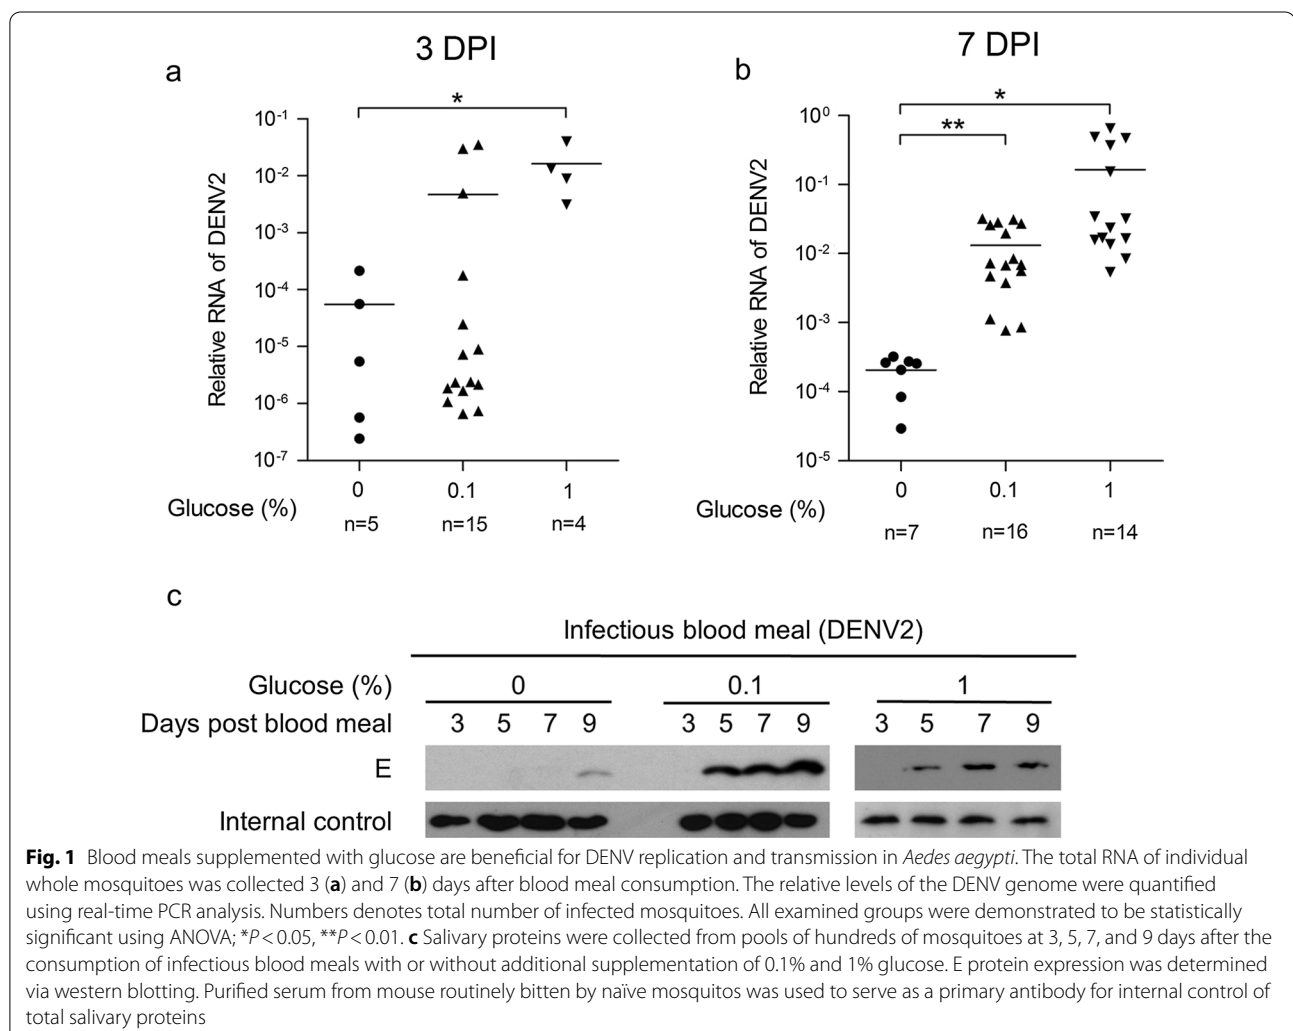 3 DPI
a
*
10⁻¹
10⁻²
10⁻³
10⁻⁴
10⁻⁵
10⁻⁶
10⁻⁷
Relative RNA of DENV2
0 0.1 1
Glucose (%)
n=5 n=15 n=4
7 DPI
b
*
**
10⁰
10⁻¹
10⁻²
10⁻³
10⁻⁴
10⁻⁵
Relative RNA of DENV2
0 0.1 1
Glucose (%)
n=7 n=16 n=14
c
Infectious blood meal (DENV2)
Glucose (%) 0 0.1 1
Days post blood meal 3 5 7 9 3 5 7 9 3 5 7 9
E
Internal control
Fig. 1 Blood meals supplemented with glucose are beneficial for DENV replication and transmission in Aedes aegypti. The total RNA of individual
whole mosquitoes was collected 3 (a) and 7 (b) days after blood meal consumption. The relative levels of the DENV genome were quantified
using real-time PCR analysis. Numbers denotes total number of infected mosquitoes. All examined groups were demonstrated to be statistically
significant using ANOVA; *P < 0.05, **P < 0.01. c Salivary proteins were collected from pools of hundreds of mosquitoes at 3, 5, 7, and 9 days after the
consumption of infectious blood meals with or without additional supplementation of 0.1% and 1% glucose. E protein expression was determined
via western blotting. Purified serum from mouse routinely bitten by naïve mosquitos was used to serve as a primary antibody for internal control of
total salivary proteins